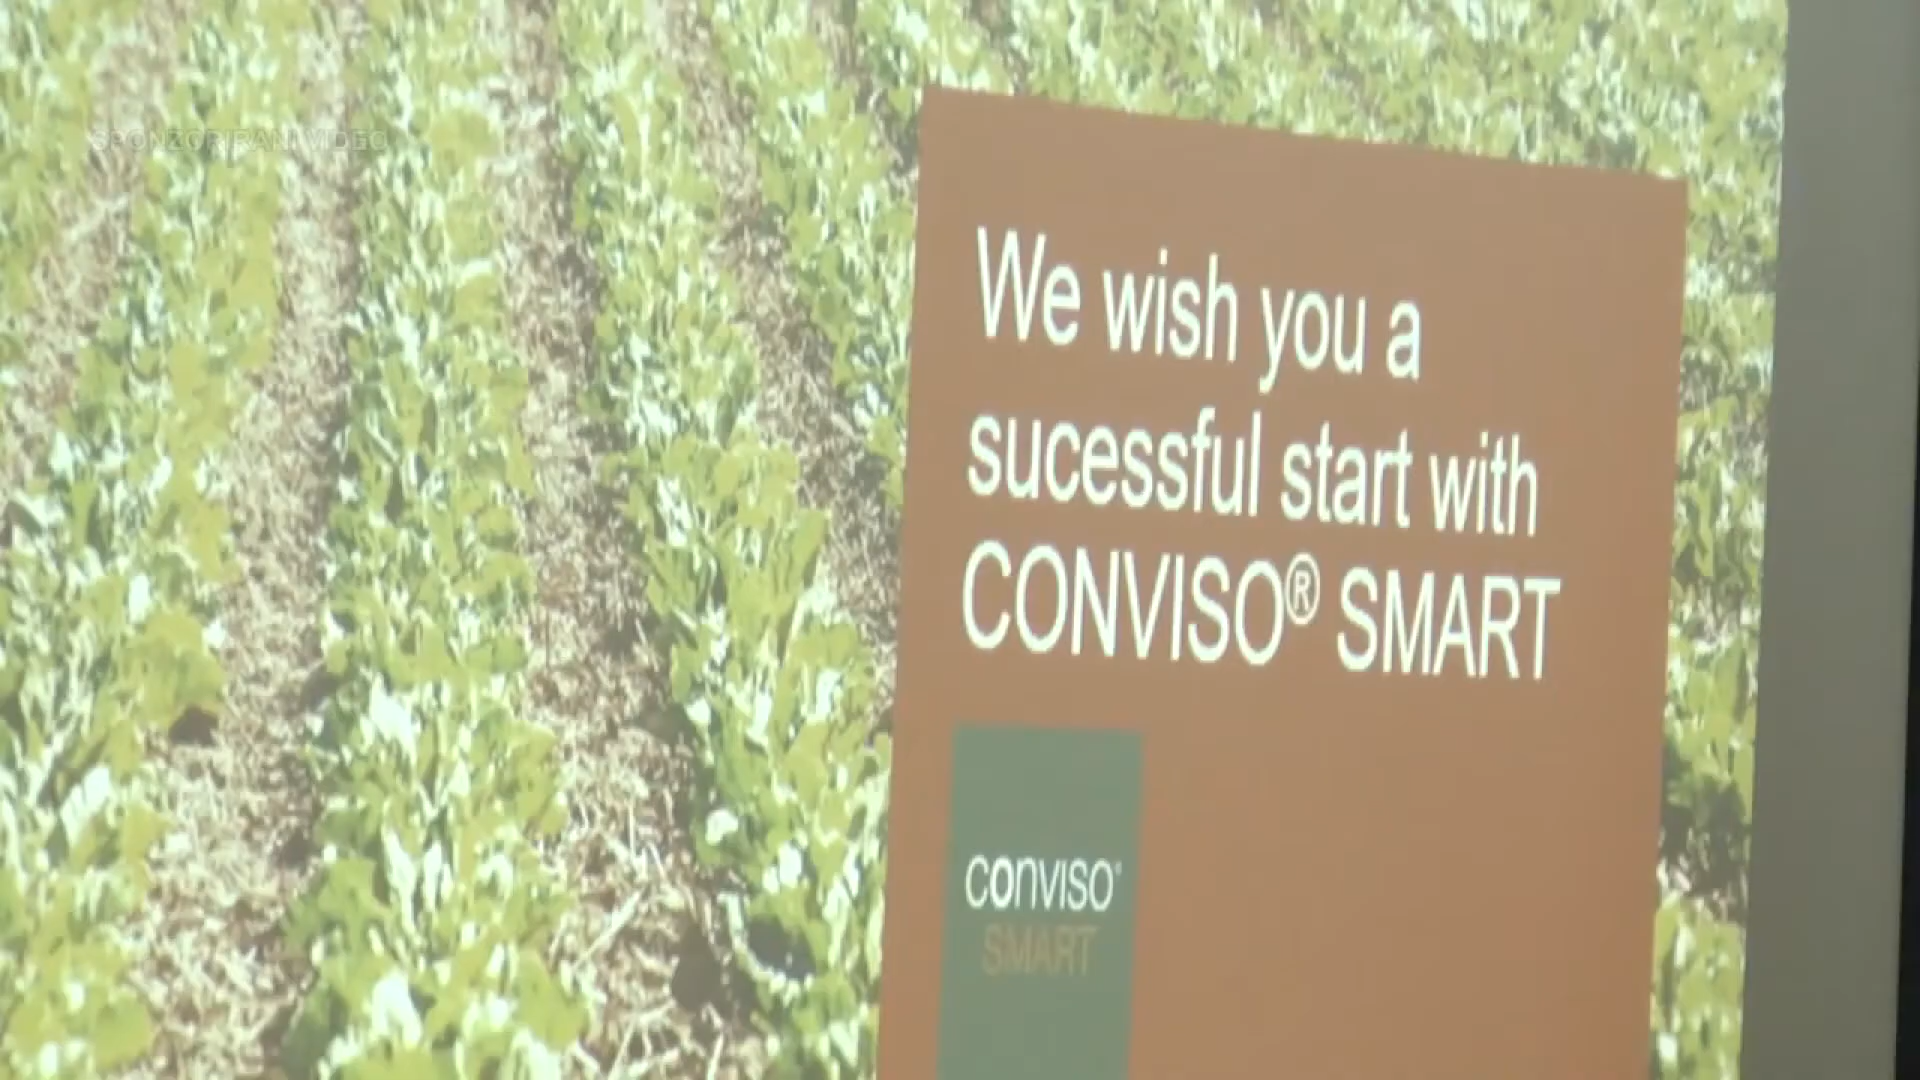 SPONZORIRANI VIDEO
We wish you a
sucessful start with
CONVISO® SMART
CONVISO®
SMART